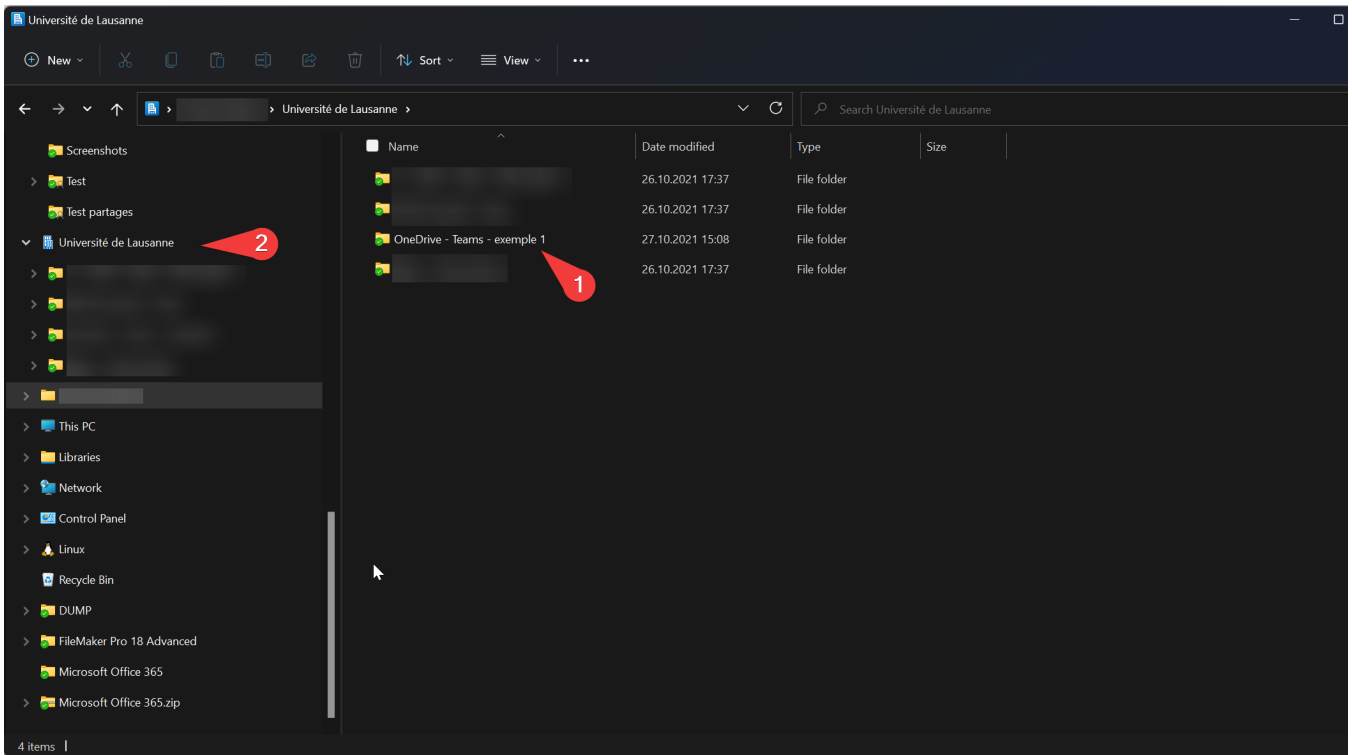 Université de Lausanne
New Sort View
Université de Lausanne Search Université de Lausanne
Screenshots
Test
Test partages
Université de Lausanne
2
This PC
Libraries
Network
Control Panel
Linux
Recycle Bin
DUMP
FileMaker Pro 18 Advanced
Microsoft Office 365
Microsoft Office 365.zip
Name Date modified Type Size
26.10.2021 17:37 File folder
26.10.2021 17:37 File folder
OneDrive - Teams - exemple 1 27.10.2021 15:08 File folder
26.10.2021 17:37 File folder
1
4 items